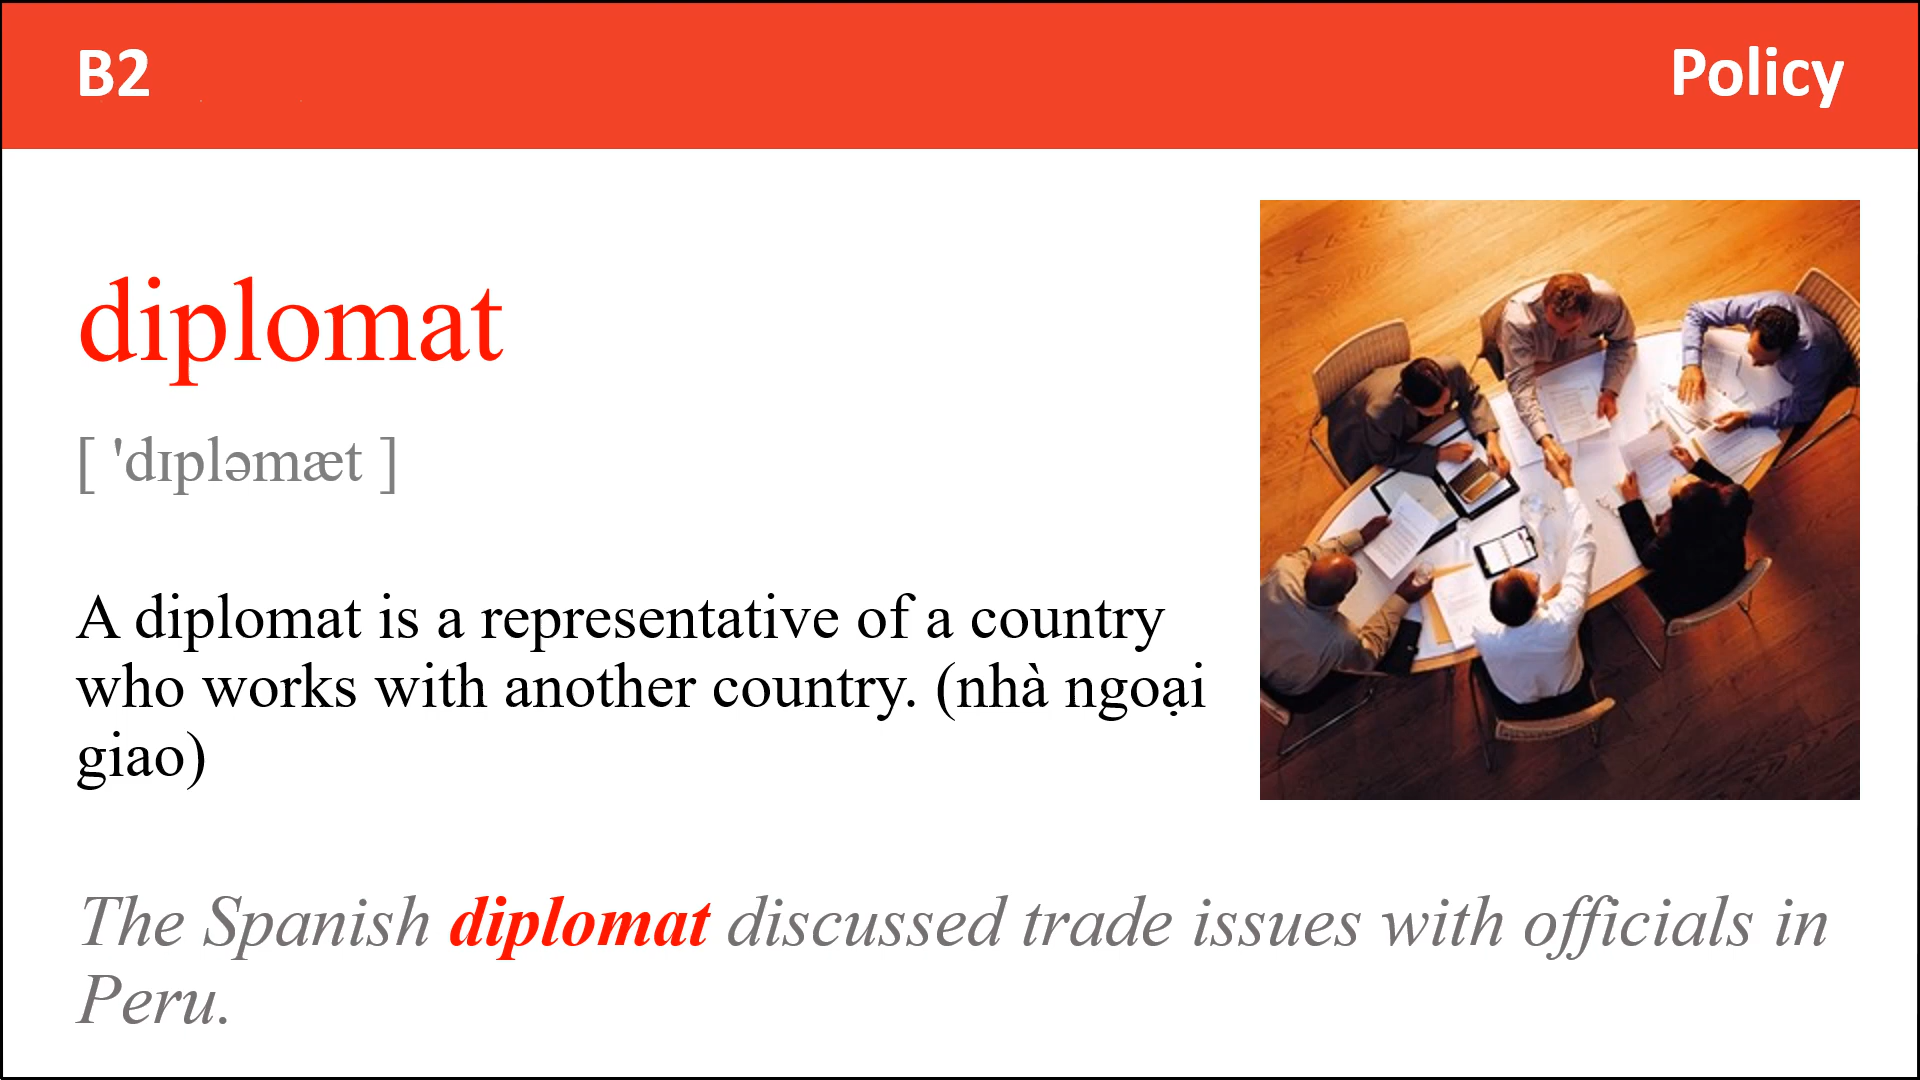 B2
Policy
diplomat
[ 'dɪpləmæt ]
A diplomat is a representative of a country
who works with another country. (nhà ngoại
giao)
The Spanish diplomat discussed trade issues with officials in
Peru.